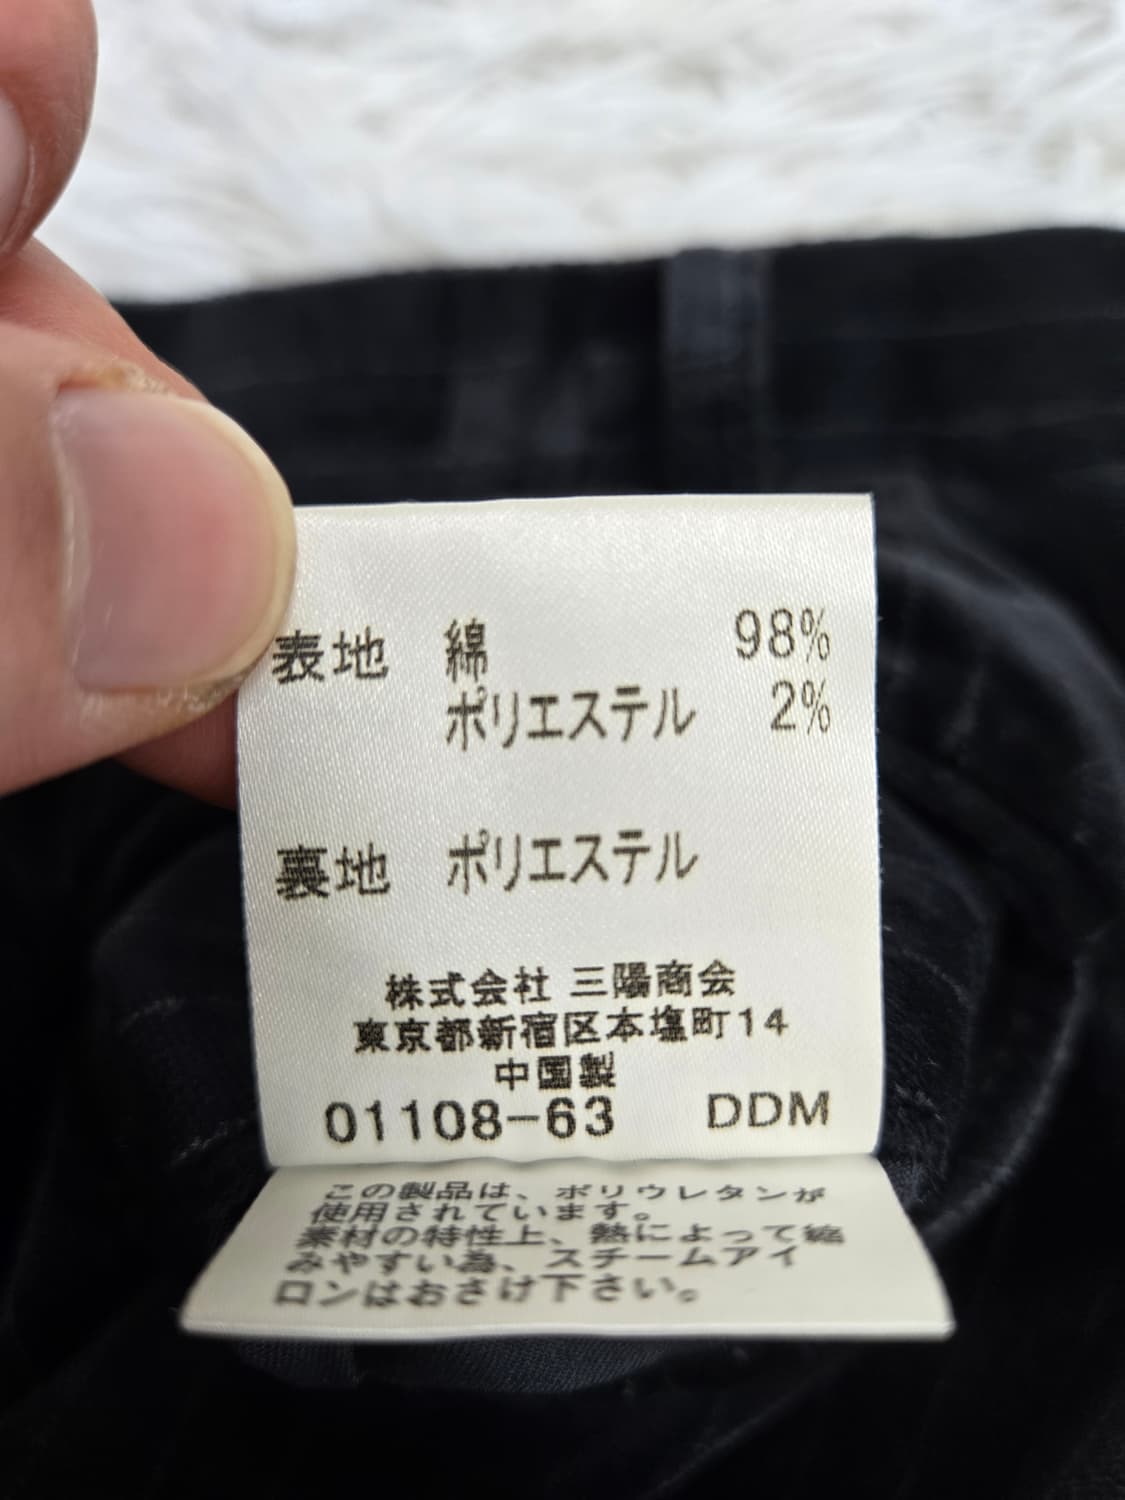 表地 綿 98%
ポリエステル 2%
裏地 ポリエステル
株式会社 三陽商会
東京都新宿区本塩町14
中国製
01108-63 DDM
この製品は、ポリウレタンが
使用されています。
素材の特性上、熱によって縮
みやすい為、スチームアイ
ロンはおさけ下さい。